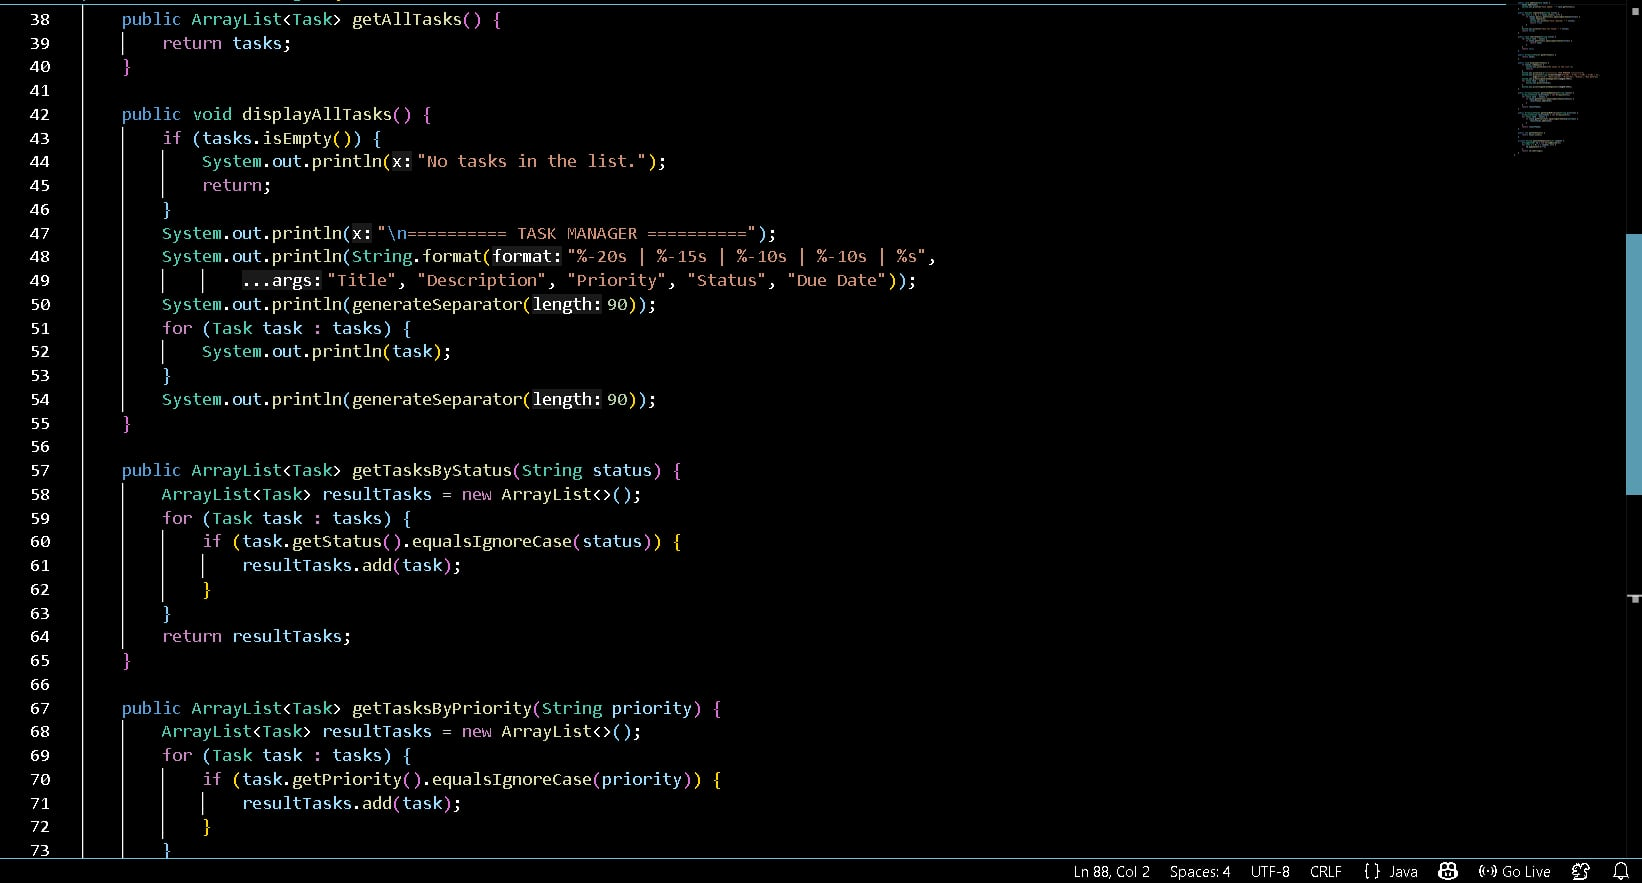 38 public ArrayList<Task> getAllTasks() {
39 return tasks;
40 }
41
42 public void displayAllTasks() {
43 if (tasks.isEmpty()) {
44 System.out.println(x: "No tasks in the list.");
45 return;
46 }
47 System.out.println(x: "\n========== TASK MANAGER ==========");
48 System.out.println(String.format(format: "%-20s | %-15s | %-10s | %-10s | %s",
49 ...args: "Title", "Description", "Priority", "Status", "Due Date"));
50 System.out.println(generateSeparator(length: 90));
51 for (Task task : tasks) {
52 System.out.println(task);
53 }
54 System.out.println(generateSeparator(length: 90));
55 }
56
57 public ArrayList<Task> getTasksByStatus(String status) {
58 ArrayList<Task> resultTasks = new ArrayList<>();
59 for (Task task : tasks) {
60 if (task.getStatus().equalsIgnoreCase(status)) {
61 resultTasks.add(task);
62 }
63 }
64 return resultTasks;
65 }
66
67 public ArrayList<Task> getTasksByPriority(String priority) {
68 ArrayList<Task> resultTasks = new ArrayList<>();
69 for (Task task : tasks) {
70 if (task.getPriority().equalsIgnoreCase(priority)) {
71 resultTasks.add(task);
72 }
73 }
Ln 88, Col 2 Spaces: 4 UTF-8 CRLF {} Java Go Live